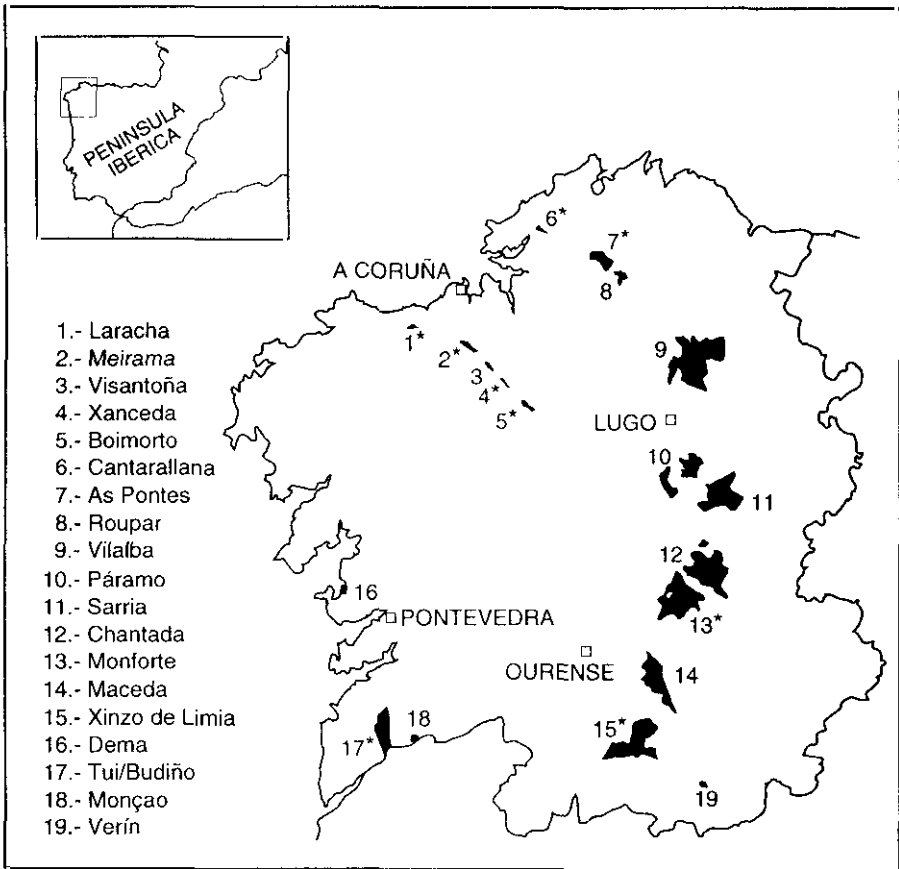 PENINSULA
IBERICA
6*
7*
8
A CORUÑA
1*
2*
3
4*
5*
9
LUGO
10
11
12
13*
16
PONTEVEDRA
OURENSE
14
15*
17*
18
19
1.- Laracha
2.- Meirama
3.- Visantoña
4.- Xanceda
5.- Boimorto
6.- Cantarallana
7.- As Pontes
8.- Roupar
9.- Vilalba
10.- Páramo
11.- Sarria
12.- Chantada
13.- Monforte
14.- Maceda
15.- Xinzo de Limia
16.- Dema
17.- Tui/Budiño
18.- Monçao
19.- Verín